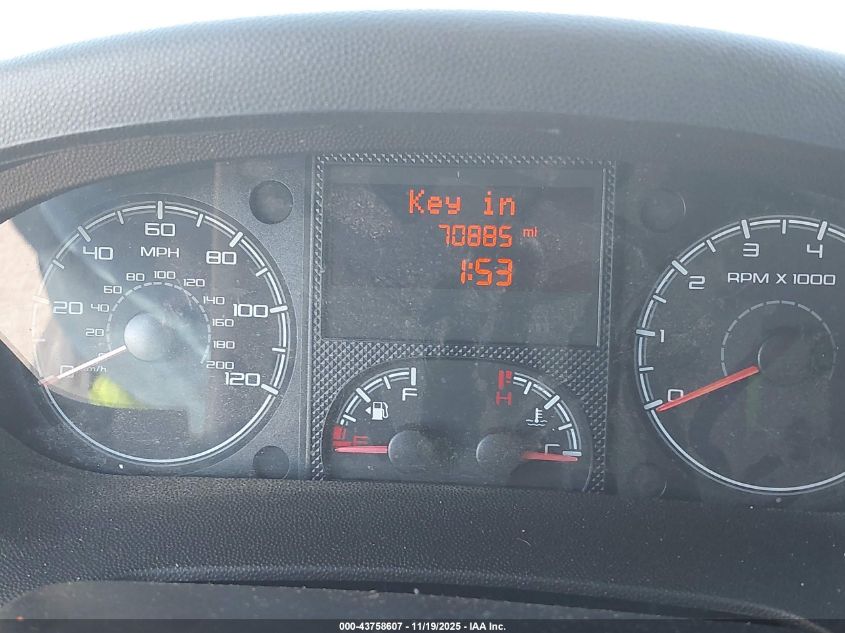 Key in
70885 mi
1:53
0 20 40 60 80 100 120
MPH
0 20 40 60 80 100 120 140 160 180 200
km/h
F
E
H
C
0 1 2 3 4
RPM X 1000
000-43758607 - 11/19/2025 - IAA Inc.